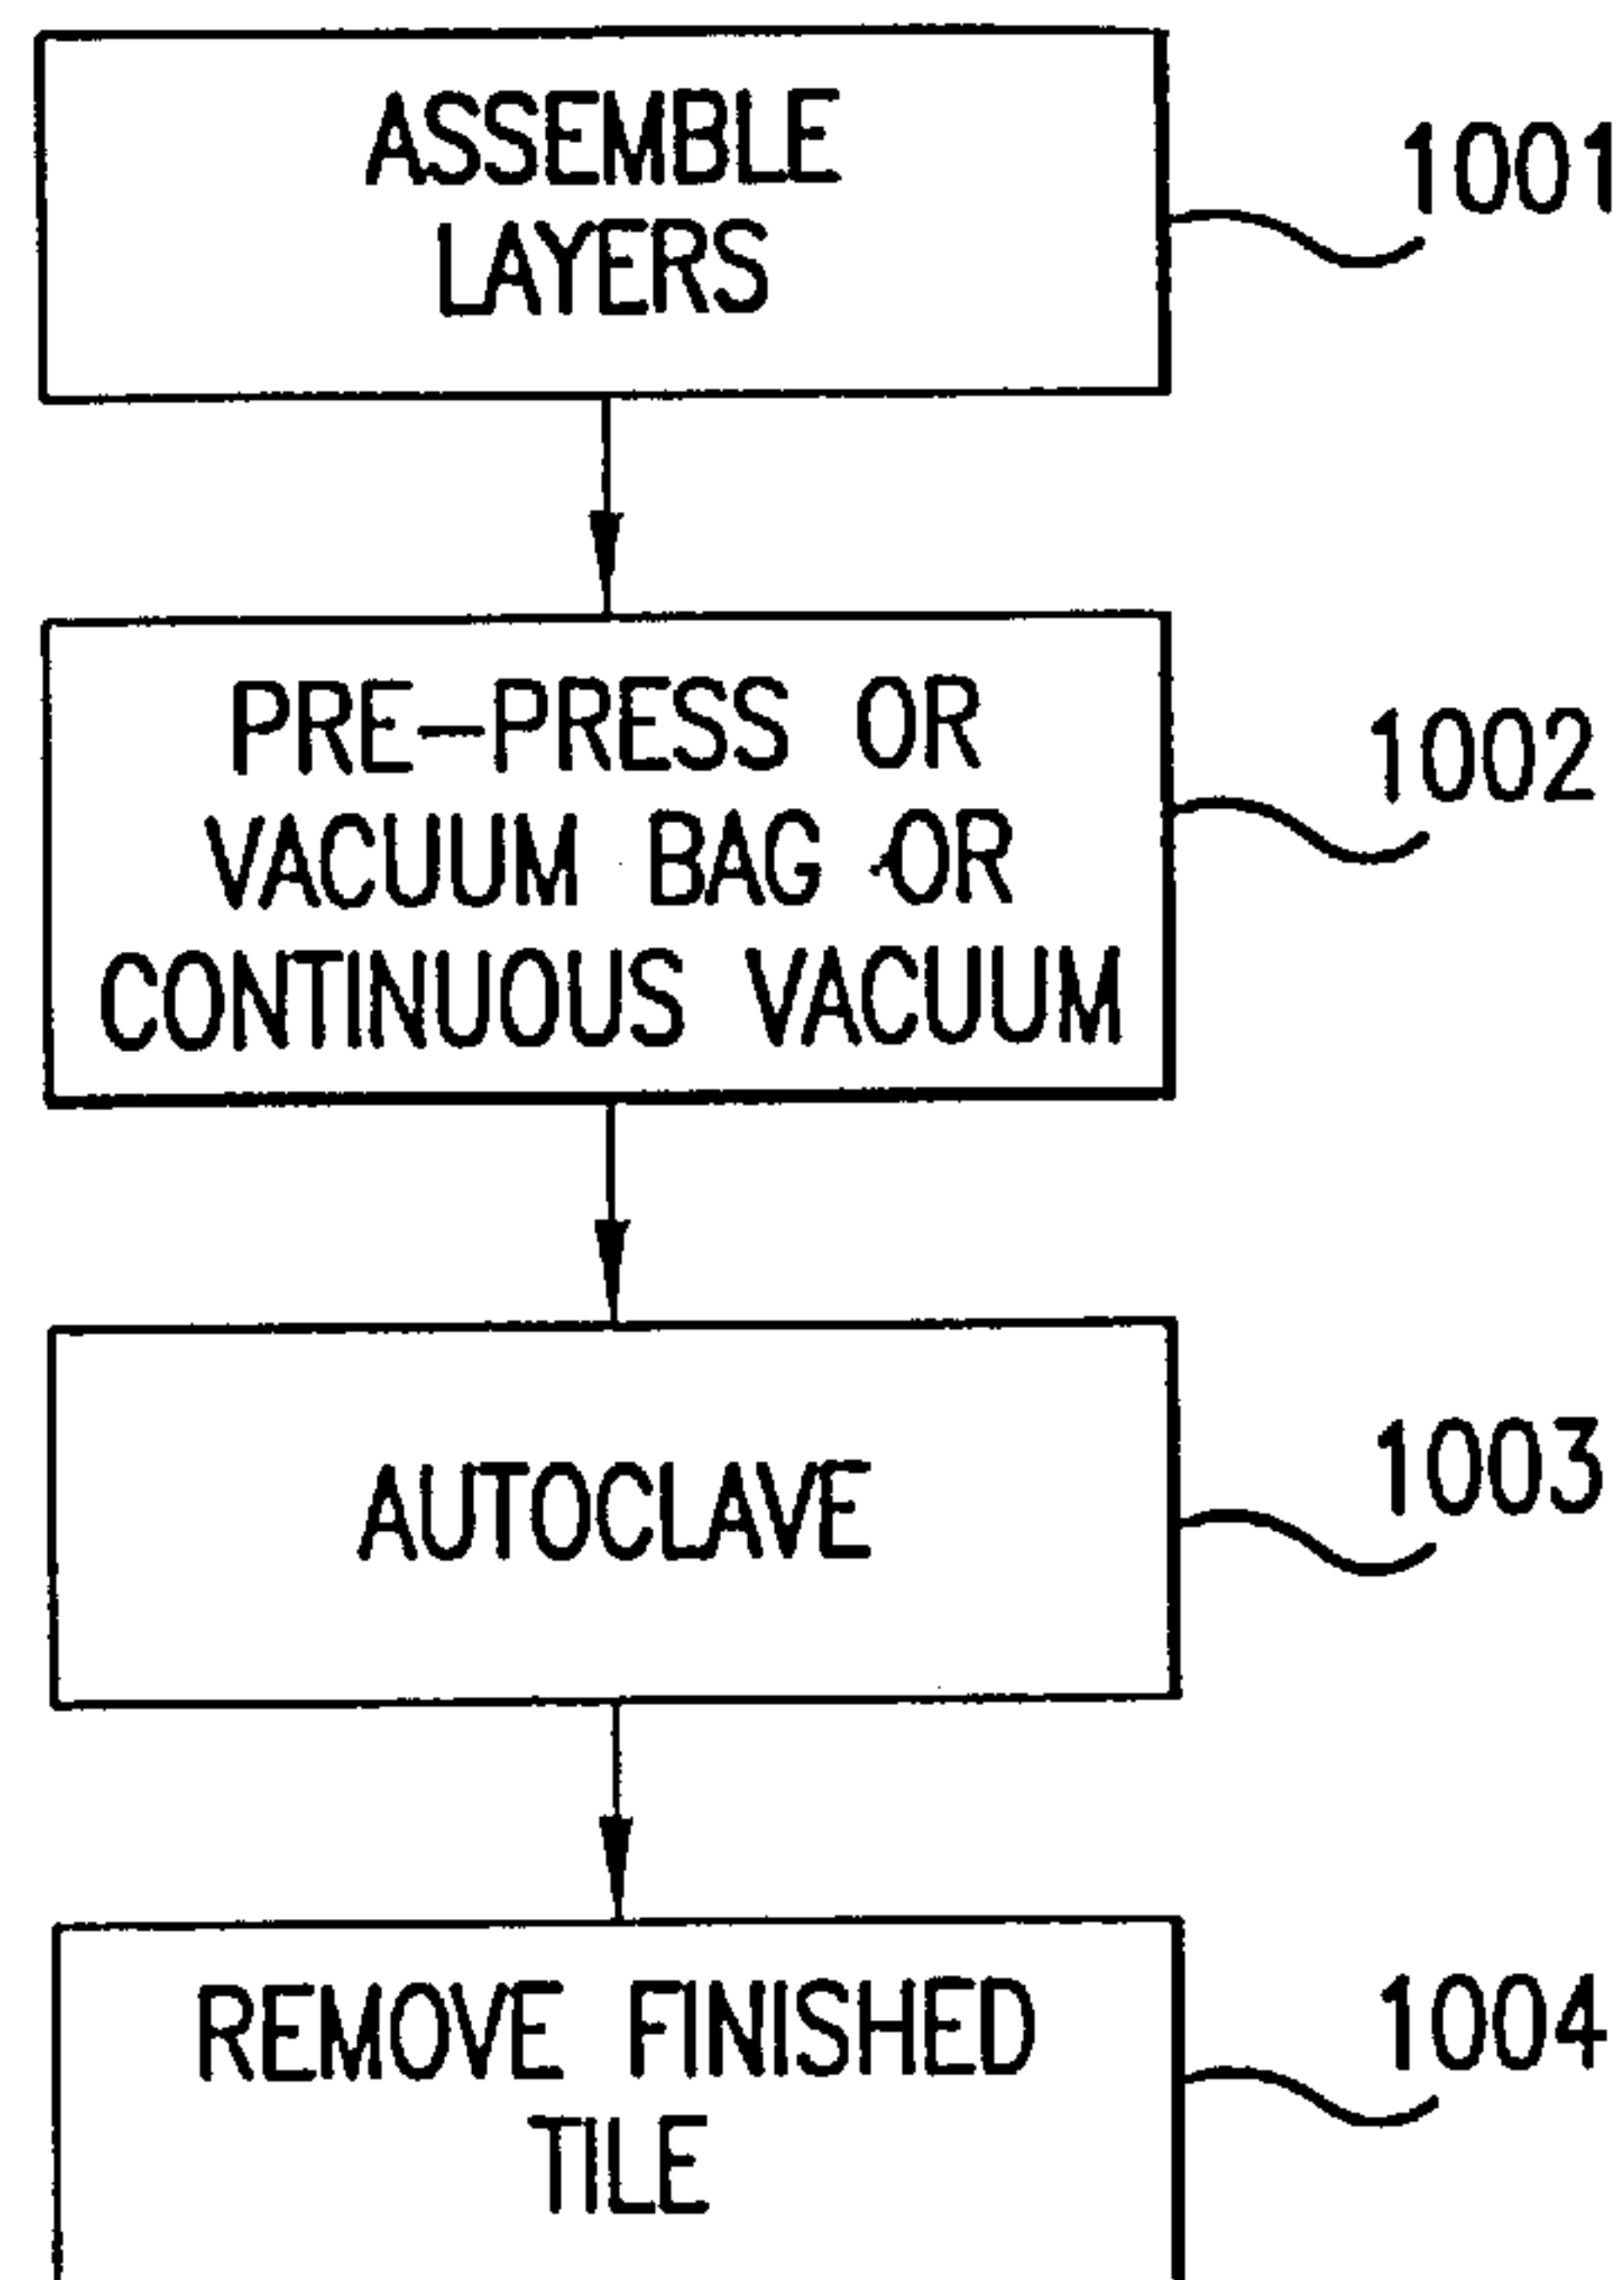 ASSEMBLE
LAYERS
1001
PRE-PRESS OR
VACUUM BAG OR
CONTINUOUS VACUUM
1002
AUTOCLAVE
1003
REMOVE FINISHED
TILE
1004